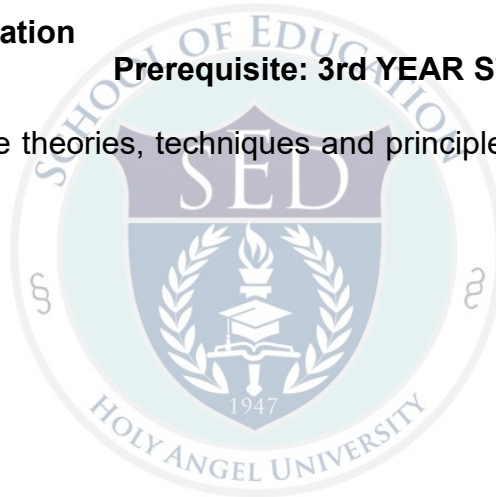 ation
Prerequisite: 3rd YEAR S
e theories, techniques and principle
SCHOOL OF EDUCATION
SED
1947
HOLY ANGEL UNIVERSITY